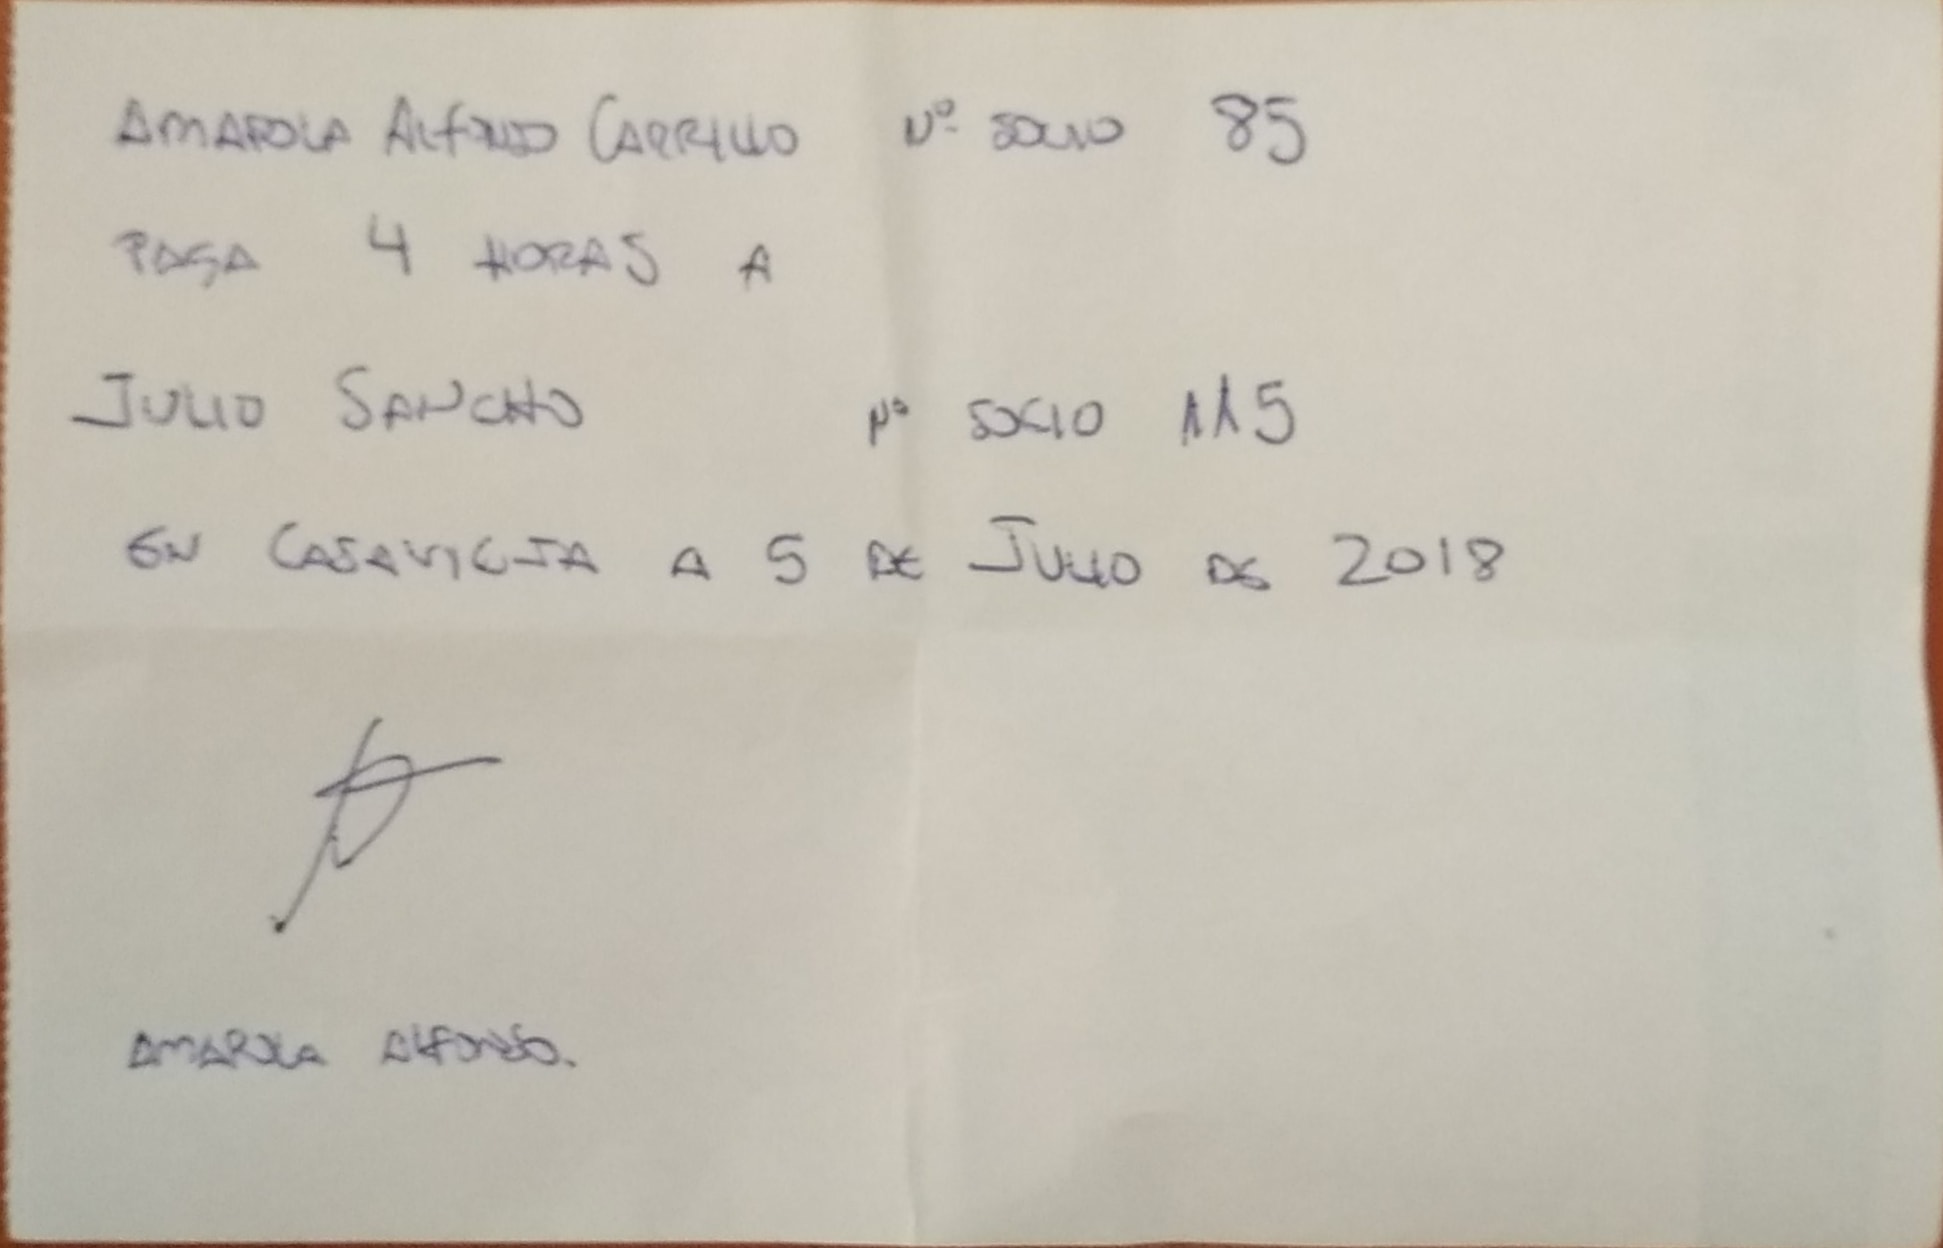 AMAROLA ALFONSO CARRILLO Nº SOCIO 85
PAGA 4 HORAS A
JULIO SANCHO Nº SOCIO 115
EN CASAVIEJA A 5 DE JULIO DE 2018
AMAROLA ALFONSO.